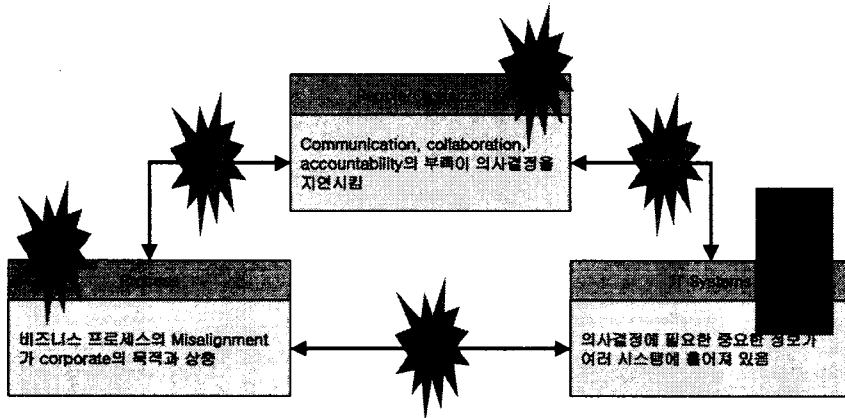 Communication, collaboration,
accountability의 부족이 의사결정을
지연시킴
IT Systems
비즈니스 프로세스의 Misalignment
가 corporate의 목적과 상충
의사결정에 필요한 중요한 정보가
여러 시스템에 흩어져 있음